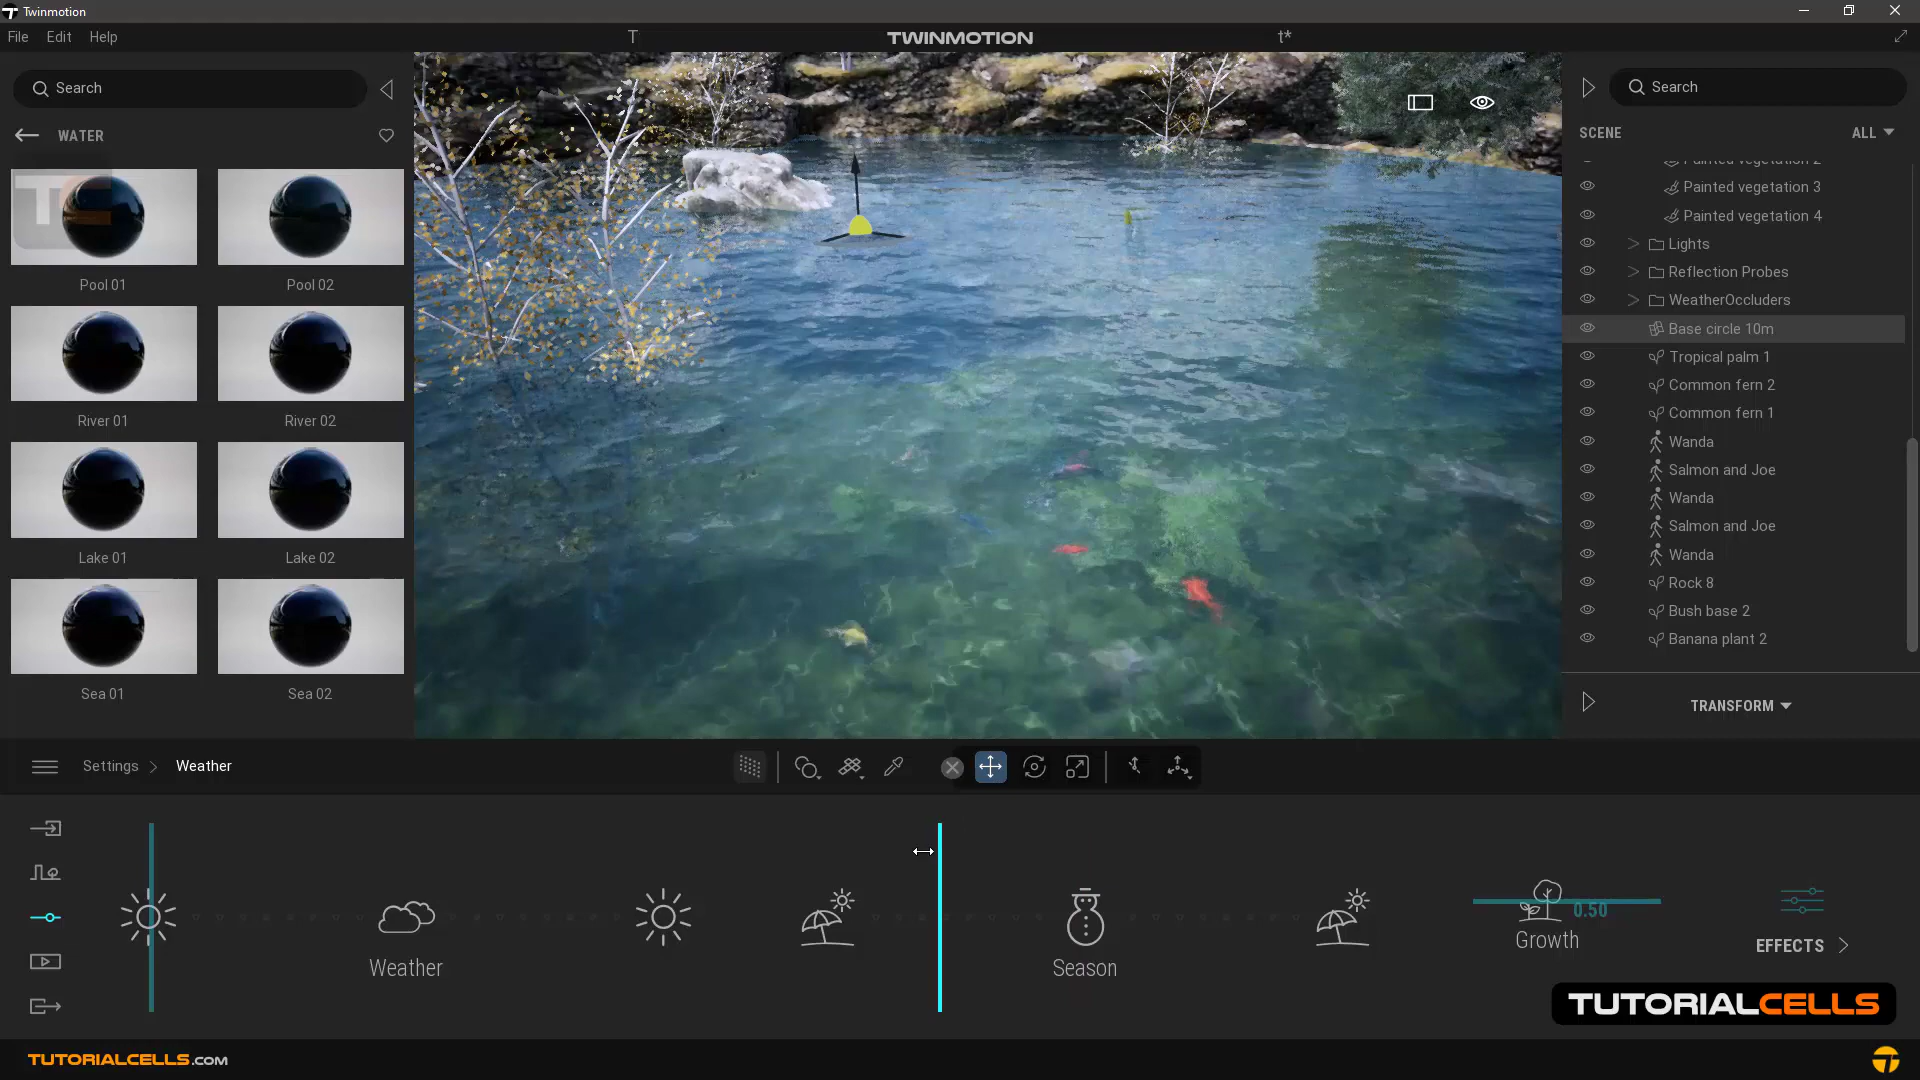 Twinmotion
File Edit Help
T TWINMOTION t*
Search
WATER
Pool 01 Pool 02
River 01 River 02
Lake 01 Lake 02
Sea 01 Sea 02
Search
SCENE ALL
Painted vegetation 2
Painted vegetation 3
Painted vegetation 4
Lights
Reflection Probes
WeatherOccluders
Base circle 10m
Tropical palm 1
Common fern 2
Common fern 1
Wanda
Salmon and Joe
Wanda
Salmon and Joe
Wanda
Rock 8
Bush base 2
Banana plant 2
TRANSFORM
Settings Weather
Weather
Season
0.50
Growth
EFFECTS
TUTORIALCELLS
TUTORIALCELLS.COM